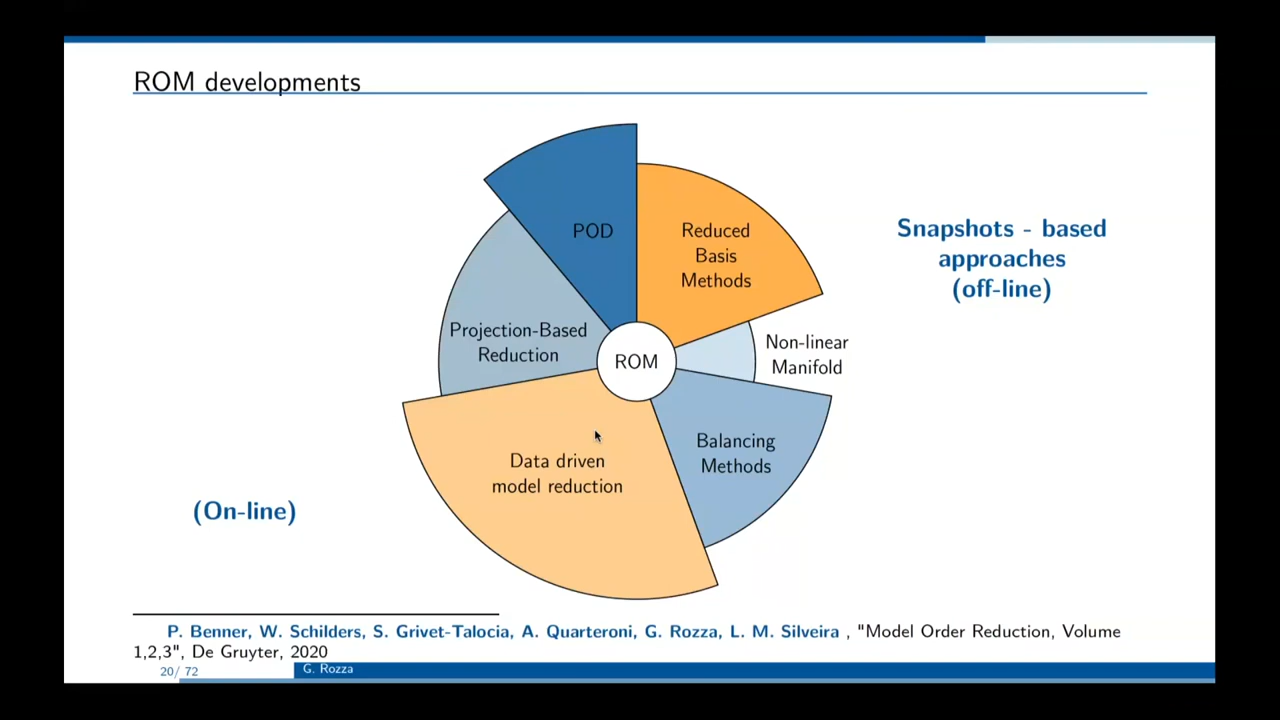 ROM developments
POD
Reduced
Basis
Methods
Snapshots - based
approaches
(off-line)
Projection-Based
Reduction
ROM
Non-linear
Manifold
Balancing
Methods
Data driven
model reduction
(On-line)
P. Benner, W. Schilders, S. Grivet-Talocia, A. Quarteroni, G. Rozza, L. M. Silveira , "Model Order Reduction, Volume
1,2,3", De Gruyter, 2020
20/ 72
G. Rozza